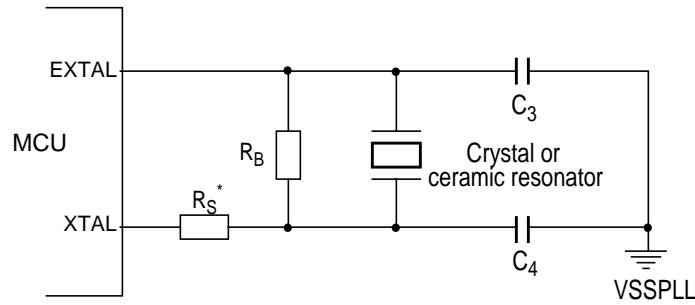 EXTAL
C3
MCU
RB
Crystal or
ceramic resonator
RS*
XTAL
C4
VSSPLL